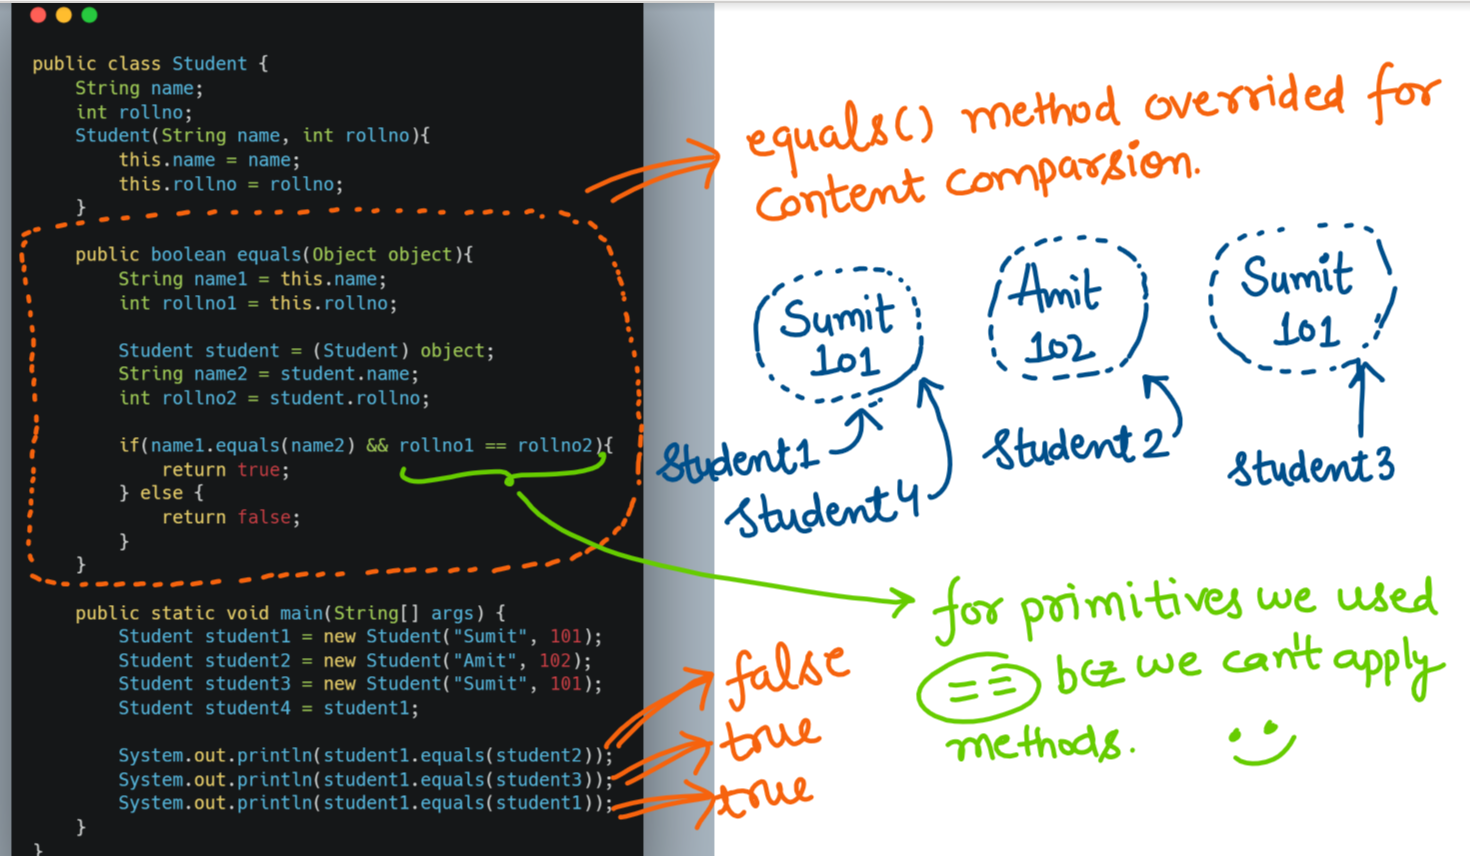 public class Student {
String name;
int rollno;
Student(String name, int rollno){
this.name = name;
this.rollno = rollno;
}
public boolean equals(Object object){
String name1 = this.name;
int rollno1 = this.rollno;
Student student = (Student) object;
String name2 = student.name;
int rollno2 = student.rollno;
if(name1.equals(name2) && rollno1 == rollno2){
return true;
} else {
return false;
}
}
public static void main(String[] args) {
Student student1 = new Student("Sumit", 101);
Student student2 = new Student("Amit", 102);
Student student3 = new Student("Sumit", 101);
Student student4 = student1;
System.out.println(student1.equals(student2));
System.out.println(student1.equals(student3));
System.out.println(student1.equals(student1));
}
}
equals() method overrided for
content comparsion.
Sumit
101
Amit
102
Sumit
101
Student1
Student4
Student2
Student3
for primitives we used
== bcz we can't apply
methods.
false
true
true